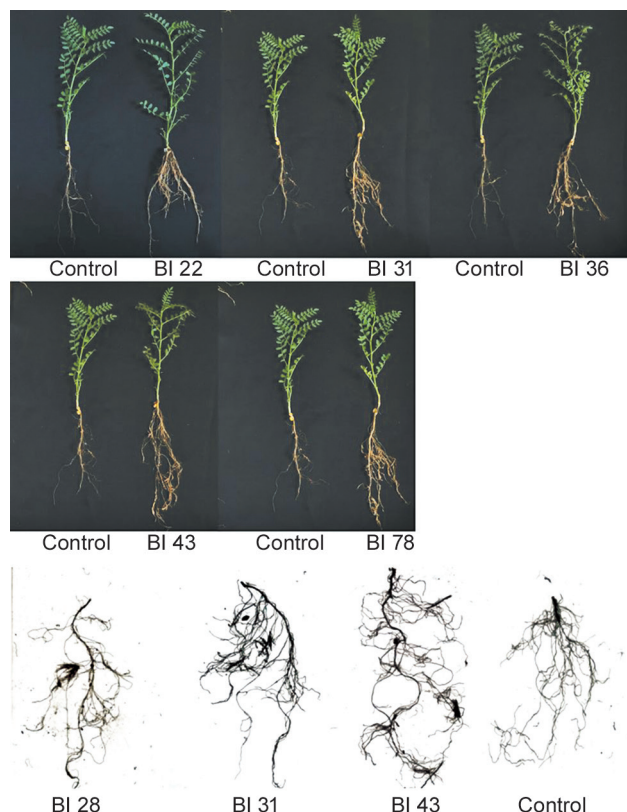 Control BI 22 Control BI 31 Control BI 36
Control BI 43 Control BI 78
BI 28 BI 31 BI 43 Control